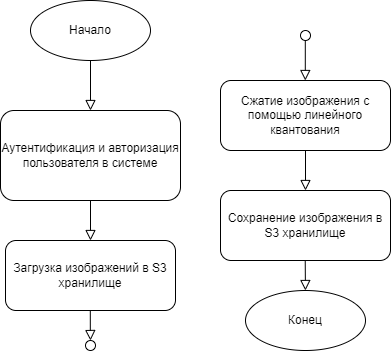 Начало
Аутентификация и авторизация
пользователя в системе
Загрузка изображений в S3
хранилище
Сжатие изображения с
помощью линейного
квантования
Сохранение изображения в
S3 хранилище
Конец